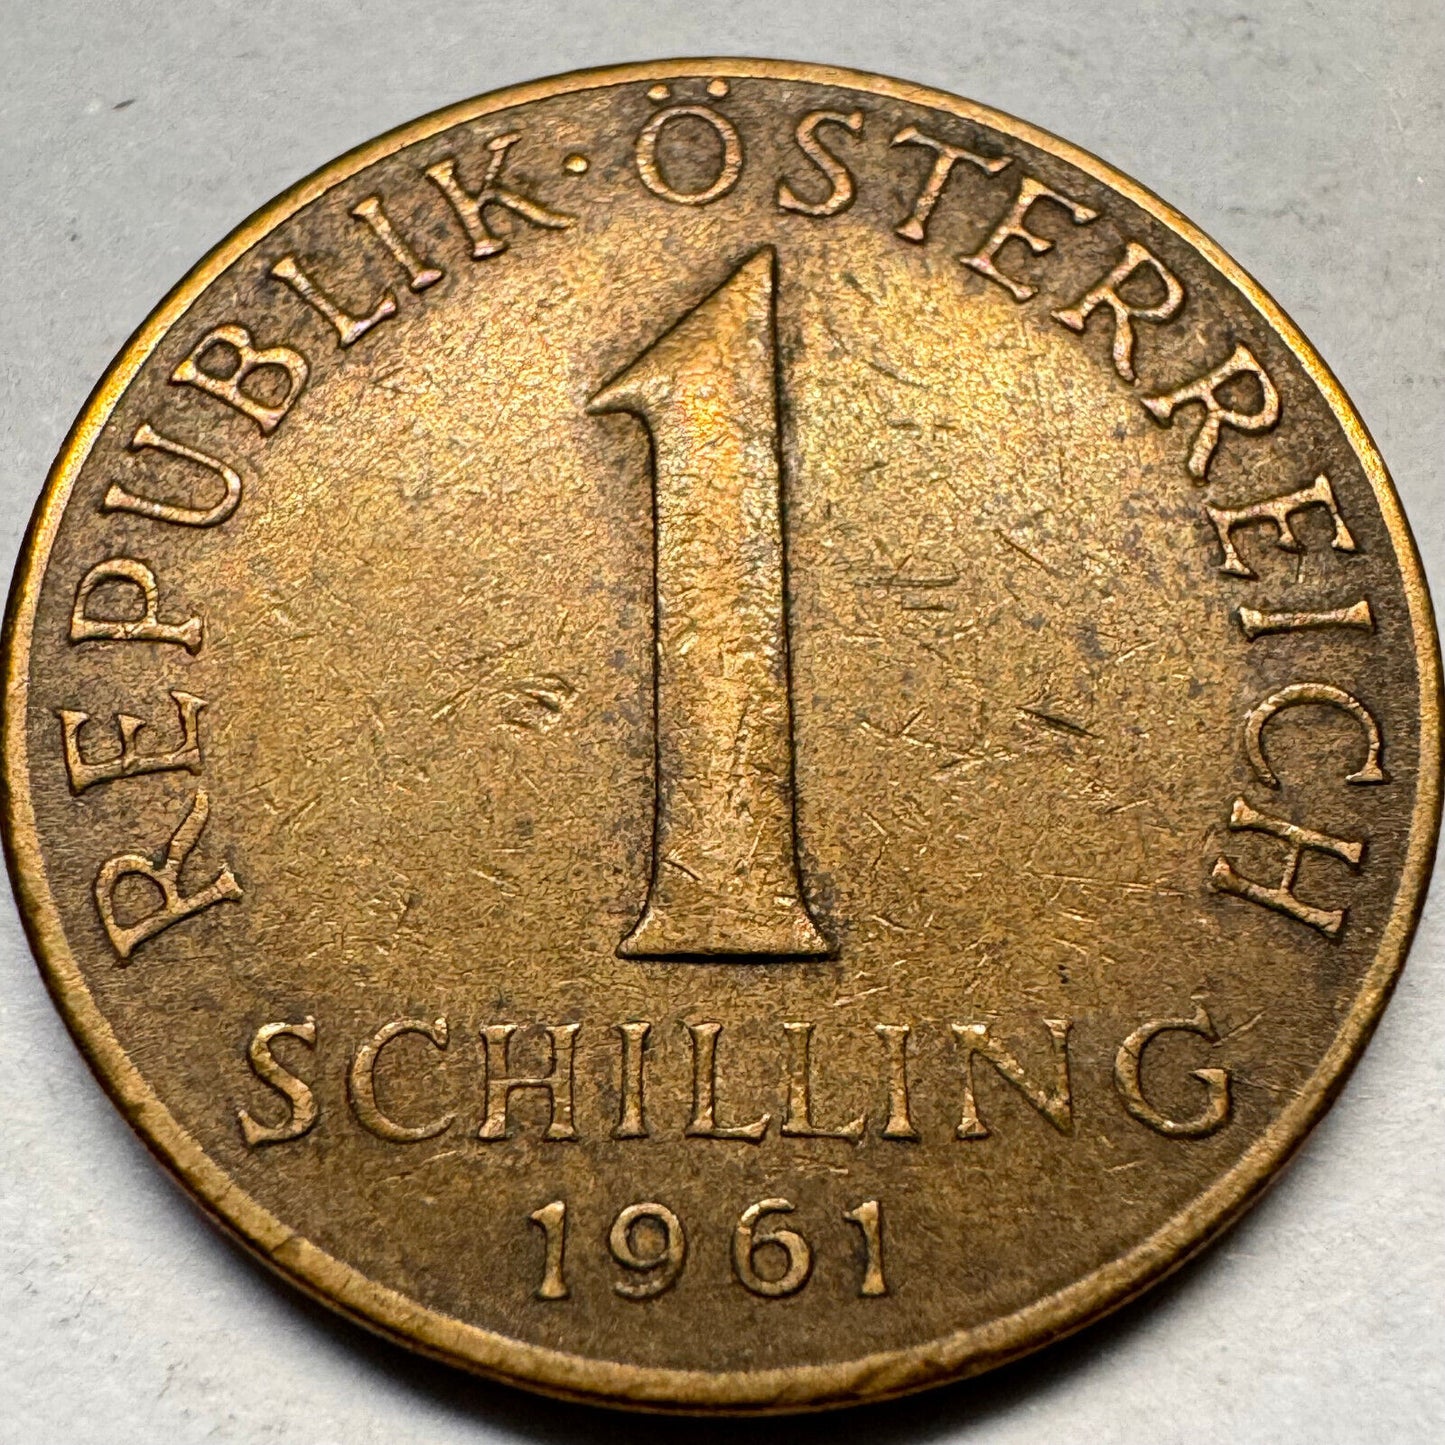 REPUBLIK · ÖSTERREICH
1
SCHILLING
1961